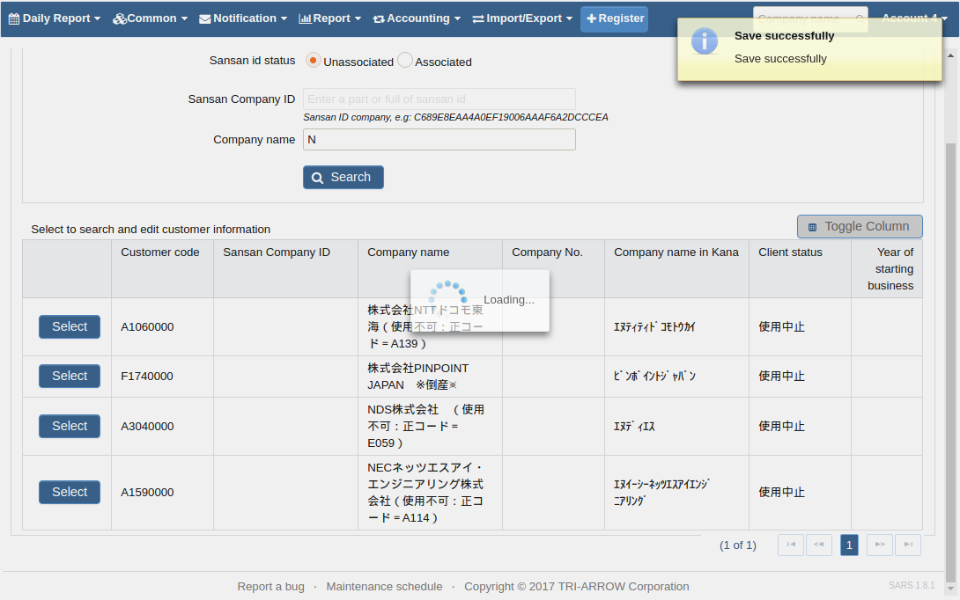 Daily Report Common Notification Report Accounting Import/Export Register Company name Account 4
Save successfully
Save successfully
Sansan id status Unassociated Associated
Sansan Company ID Enter a part or full of sansan id
Sansan ID company, e.g: C689E8EAA4A0EF19006AAAF6A2DCCCEA
Company name N
Search
Select to search and edit customer information
Toggle Column
Customer code Sansan Company ID Company name Company No. Company name in Kana Client status Year of
starting
business
Loading...
Select A1060000 株式会社NTTドコモ東
海(使用不可:正コー
ド=A139)
ｴﾇﾃｨﾃｨﾄﾞｺﾓﾄｳｶｲ 使用中止
Select F1740000 株式会社PINPOINT
JAPAN ※倒産※
ﾋﾟﾝﾎﾟｲﾝﾄｼﾞｬﾊﾟﾝ 使用中止
Select A3040000 NDS株式会社 (使用
不可:正コード=
E059)
ｴﾇﾃﾞｨｴｽ 使用中止
Select A1590000 NECネッツエスアイ・
エンジニアリング株式
会社(使用不可:正コ
ード=A114)
ｴﾇｲｰｼｰﾈｯﾂｴｽｱｲｴﾝｼﾞ
ﾆｱﾘﾝｸﾞ
使用中止
(1 of 1) 1
Report a bug · Maintenance schedule · Copyright © 2017 TRI-ARROW Corporation SARS 1.8.1